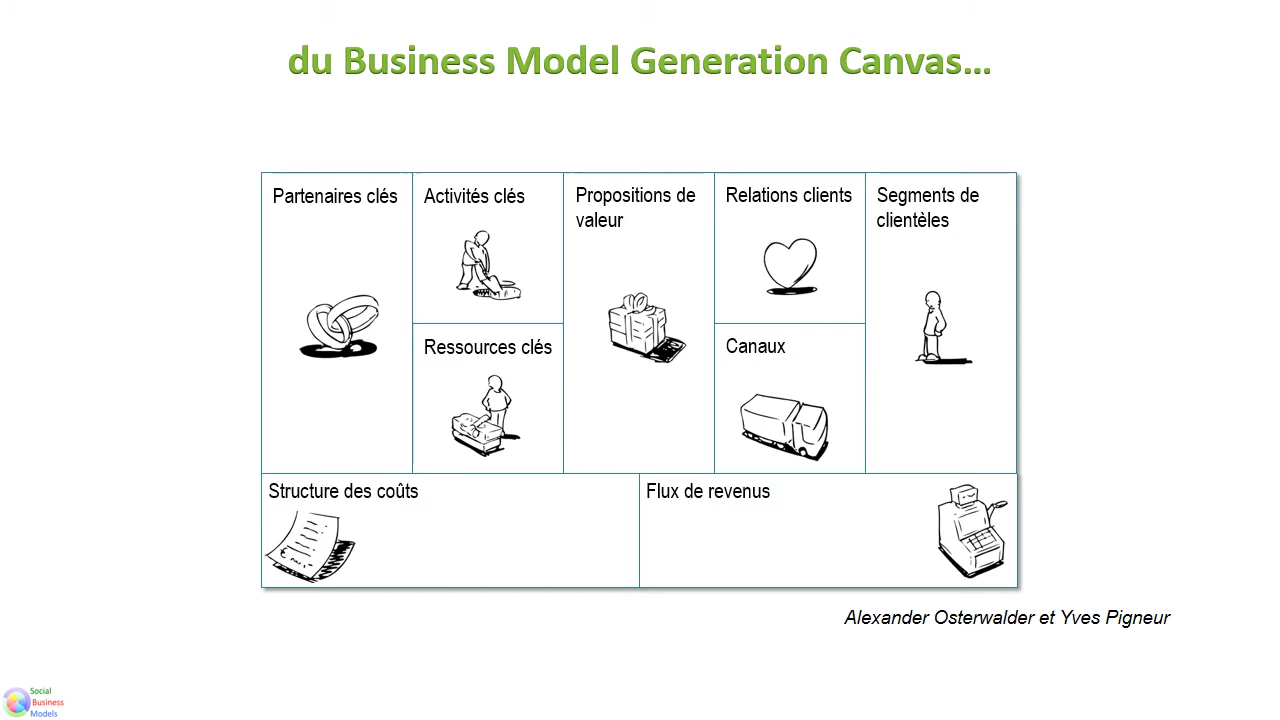 du Business Model Generation Canvas…
Partenaires clés
Activités clés
Ressources clés
Propositions de
valeur
Relations clients
Canaux
Segments de
clientèles
Structure des coûts
Flux de revenus
Alexander Osterwalder et Yves Pigneur
Social
Business
Models